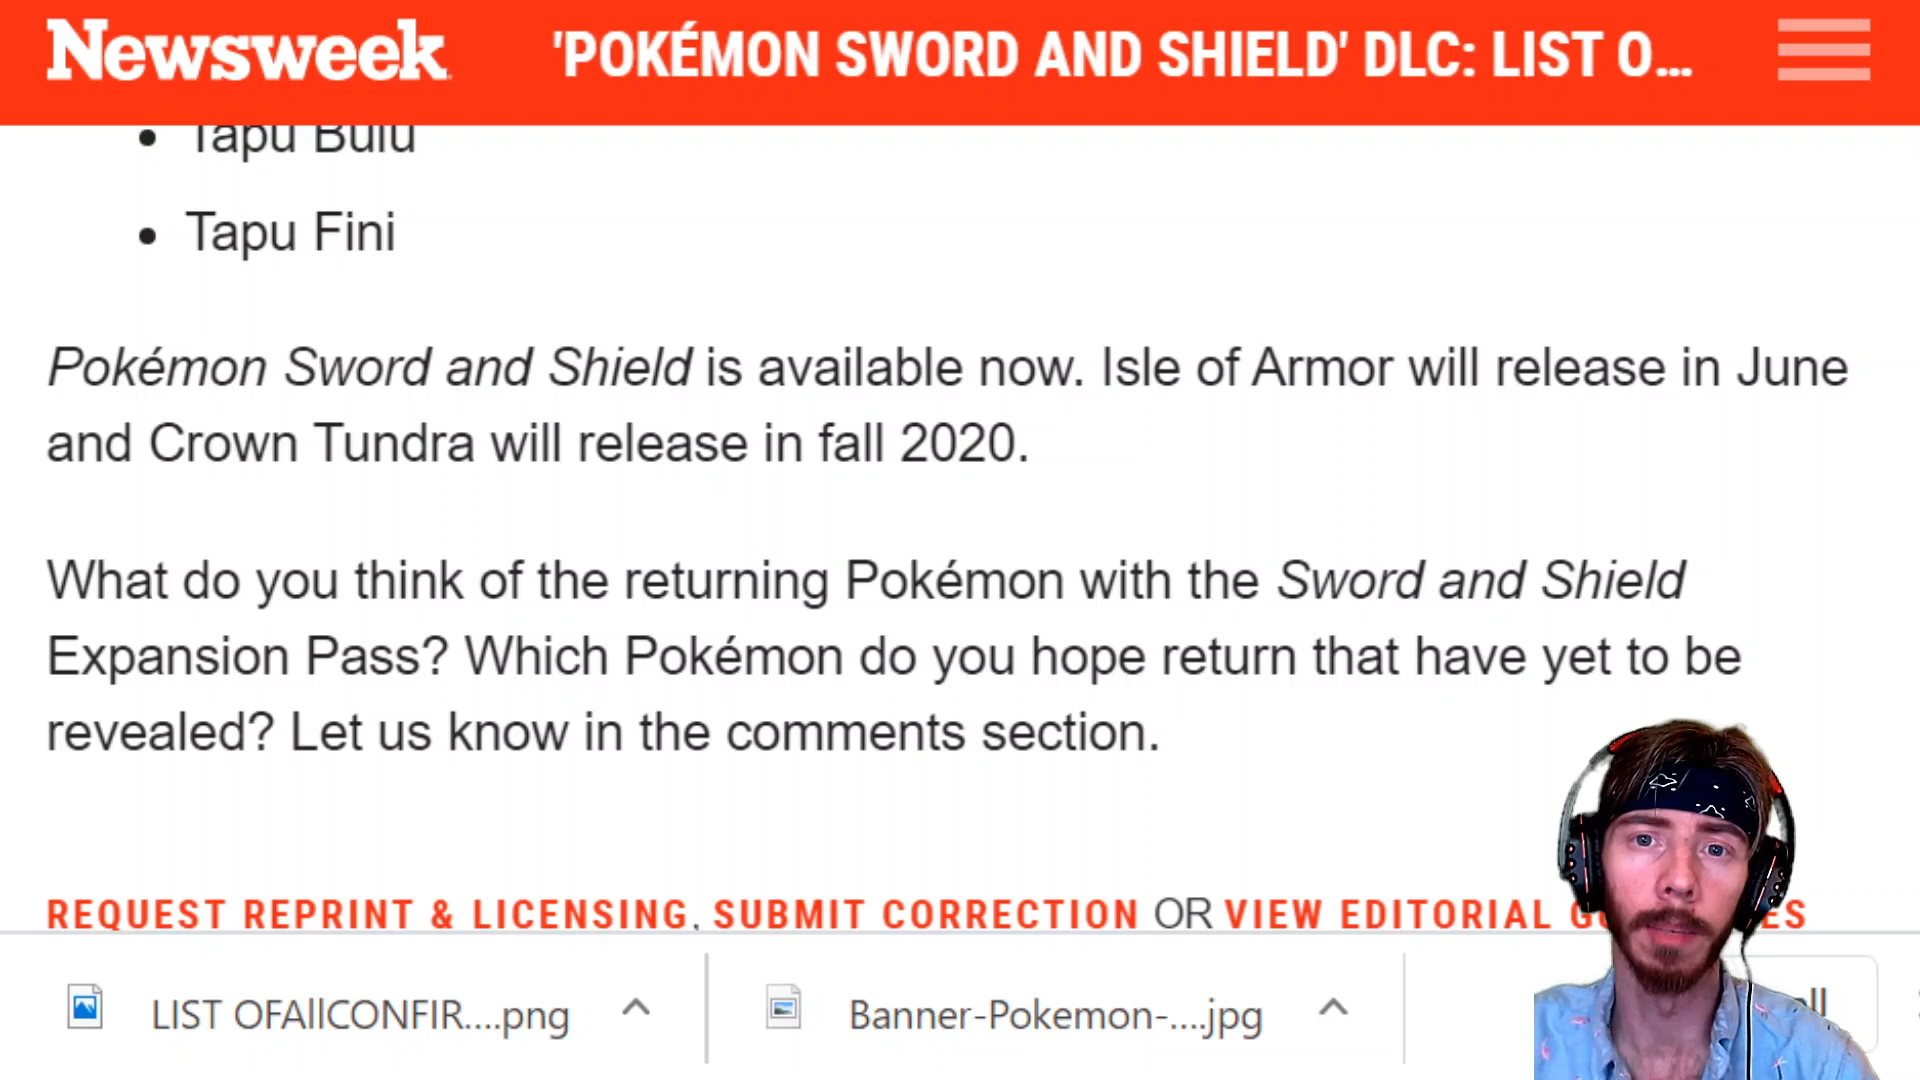 Newsweek
'POKÉMON SWORD AND SHIELD' DLC: LIST O...
• Tapu Bulu
• Tapu Fini
Pokémon Sword and Shield is available now. Isle of Armor will release in June
and Crown Tundra will release in fall 2020.
What do you think of the returning Pokémon with the Sword and Shield
Expansion Pass? Which Pokémon do you hope return that have yet to be
revealed? Let us know in the comments section.
REQUEST REPRINT & LICENSING, SUBMIT CORRECTION OR VIEW EDITORIAL
LIST OFAllCONFIR....png
Banner-Pokemon-....jpg